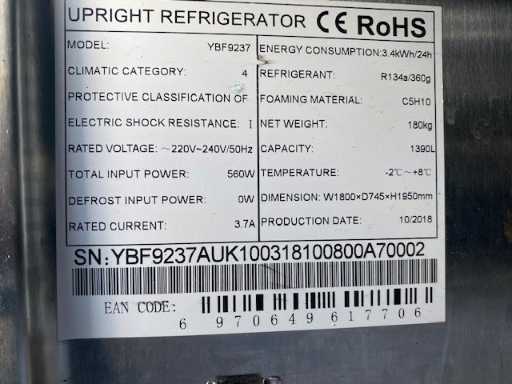 UPRIGHT REFRIGERATOR CE RoHS
MODEL: YBF9237
CLIMATIC CATEGORY: 4
PROTECTIVE CLASSIFICATION OF
ELECTRIC SHOCK RESISTANCE: I
RATED VOLTAGE: ~220V-240V/50Hz
TOTAL INPUT POWER: 560W
DEFROST INPUT POWER: 0W
RATED CURRENT: 3.7A
ENERGY CONSUMPTION: 3.4kWh/24h
REFRIGERANT: R134a/360g
FOAMING MATERIAL: C5H10
NET WEIGHT: 180kg
CAPACITY: 1390L
TEMPERATURE: -2℃~+8℃
DIMENSION: W1800×D745×H1950mm
PRODUCTION DATE: 10/2018
SN:YBF9237AUK100318100800A70002
EAN CODE:
6 970649 617706